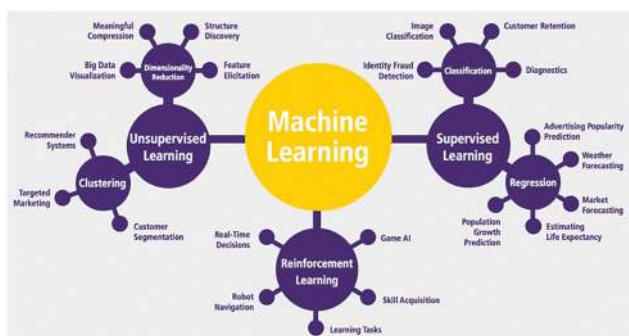 Machine
Learning
Unsupervised
Learning
Dimensionality
Reduction
Meaningful
Compression
Structure
Discovery
Big Data
Visualization
Feature
Elicitation
Clustering
Recommender
Systems
Targeted
Marketing
Customer
Segmentation
Supervised
Learning
Classification
Image
Classification
Customer Retention
Identity Fraud
Detection
Diagnostics
Regression
Advertising Popularity
Prediction
Weather
Forecasting
Market
Forecasting
Population
Growth
Prediction
Estimating
Life Expectancy
Reinforcement
Learning
Real-Time
Decisions
Game AI
Robot
Navigation
Skill Acquisition
Learning Tasks